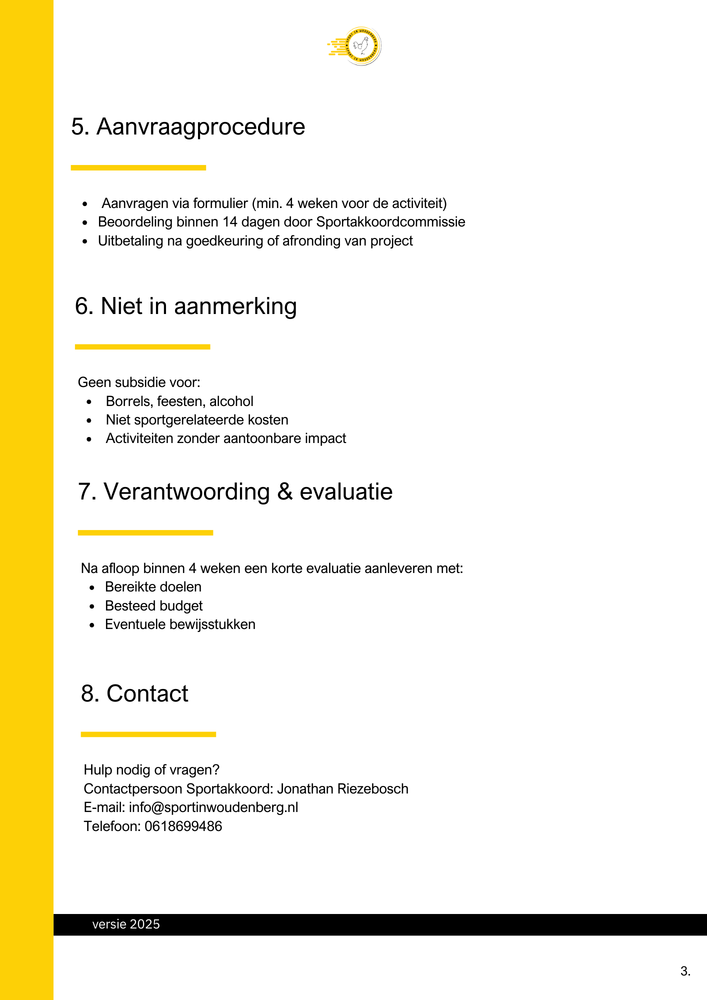 SPORT IN WOUDENBERG
SPORT IN WOUDENBERG
5. Aanvraagprocedure
• Aanvragen via formulier (min. 4 weken voor de activiteit)
• Beoordeling binnen 14 dagen door Sportakkoordcommissie
• Uitbetaling na goedkeuring of afronding van project
6. Niet in aanmerking
Geen subsidie voor:
• Borrels, feesten, alcohol
• Niet sportgerelateerde kosten
• Activiteiten zonder aantoonbare impact
7. Verantwoording & evaluatie
Na afloop binnen 4 weken een korte evaluatie aanleveren met:
• Bereikte doelen
• Besteed budget
• Eventuele bewijsstukken
8. Contact
Hulp nodig of vragen?
Contactpersoon Sportakkoord: Jonathan Riezebosch
E-mail: info@sportinwoudenberg.nl
Telefoon: 0618699486
versie 2025
3.